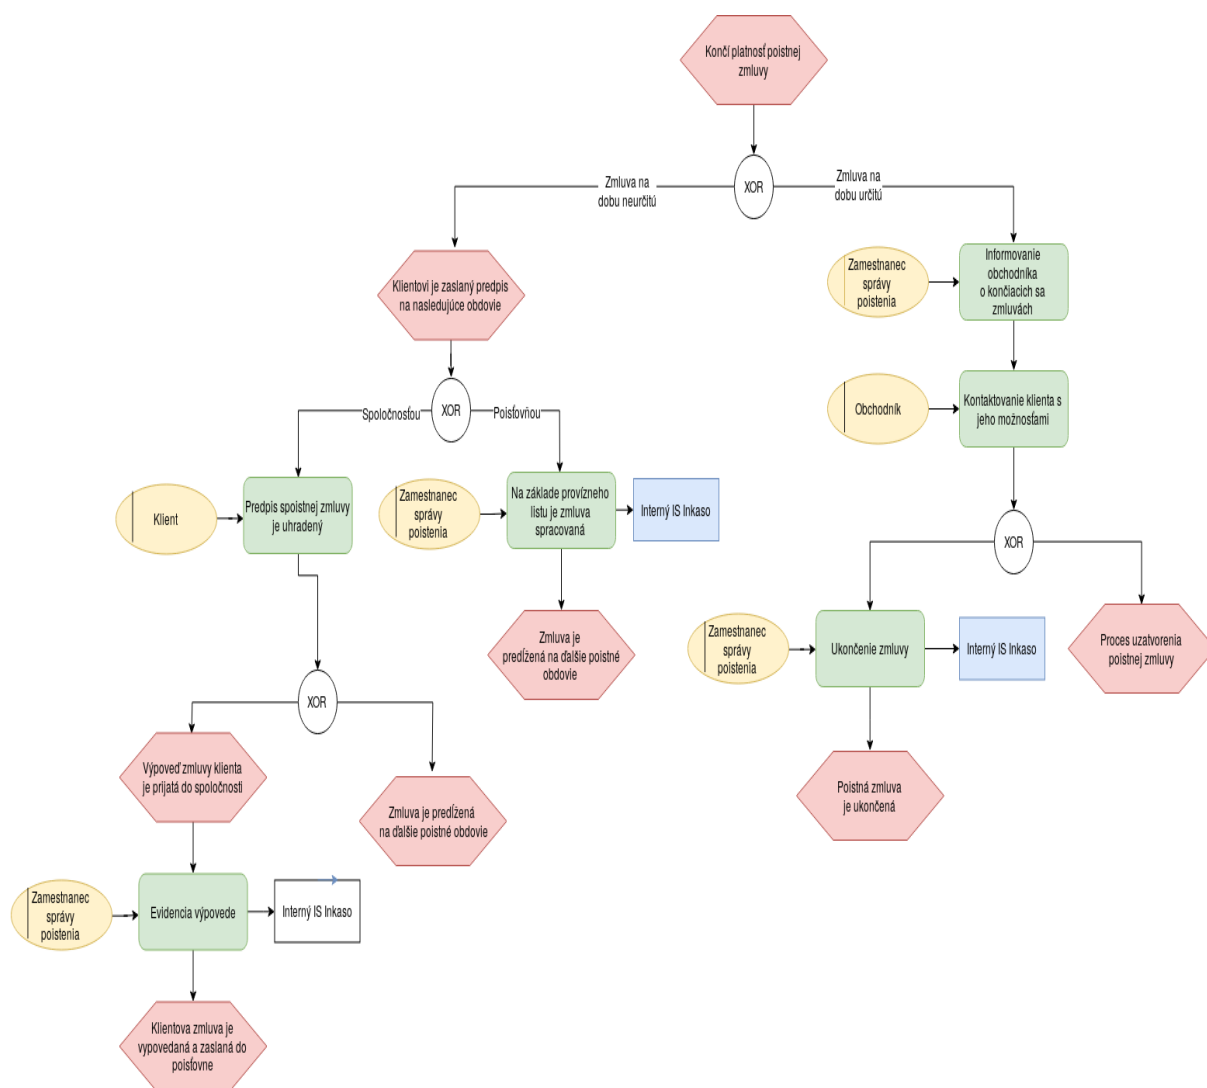 Končí platnosť poistnej
zmluvy
XOR
Zmluva na
dobu neurčitú
Zmluva na
dobu určitú
Klientovi je zaslaný predpis
na nasledujúce obdovie
Zamestnanec
správy
poistenia
Informovanie
obchodníka
o končiacich sa
zmluvách
XOR
Spoločnosťou
Poisťovňou
Obchodník
Kontaktovanie klienta s
jeho možnosťami
Klient
Predpis spoistnej zmluvy
je uhradený
Zamestnanec
správy
poistenia
Na základe provízneho
listu je zmluva
spracovaná
Interný IS Inkaso
XOR
Zmluva je
predĺžená na ďalšie poistné
obdovie
Zamestnanec
správy
poistenia
Ukončenie zmluvy
Interný IS Inkaso
Proces uzatvorenia
poistnej zmluvy
XOR
Výpoveď zmluvy klienta
je prijatá do spoločnosti
Zmluva je predĺžená
na ďalšie poistné obdovie
Poistná zmluva
je ukončená
Zamestnanec
správy
poistenia
Evidencia výpovede
Interný IS Inkaso
Klientova zmluva je
vypovedaná a zaslaná do
poisťovne